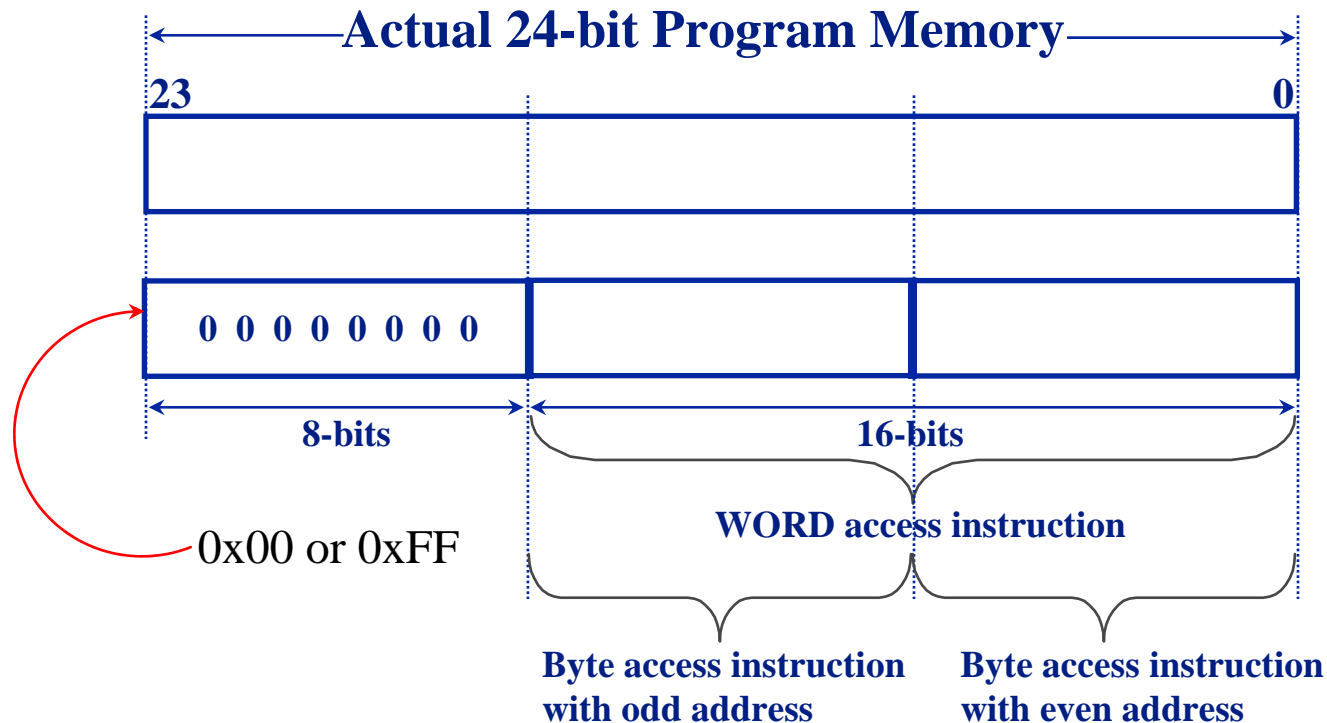 Actual 24-bit Program Memory
23 0
0 0 0 0 0 0 0 0
8-bits 16-bits
WORD access instruction
0x00 or 0xFF
Byte access instruction
with odd address
Byte access instruction
with even address